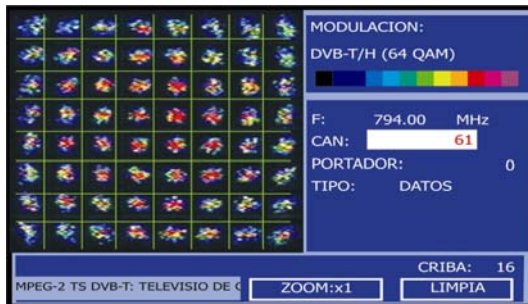 MODULACION:
DVB-T/H (64 QAM)
F: 794.00 MHz
CAN: 61
PORTADOR: 0
TIPO: DATOS
CRIBA: 16
MPEG-2 TS DVB-T: TELEVISIO DE
ZOOM:x1
LIMPIA